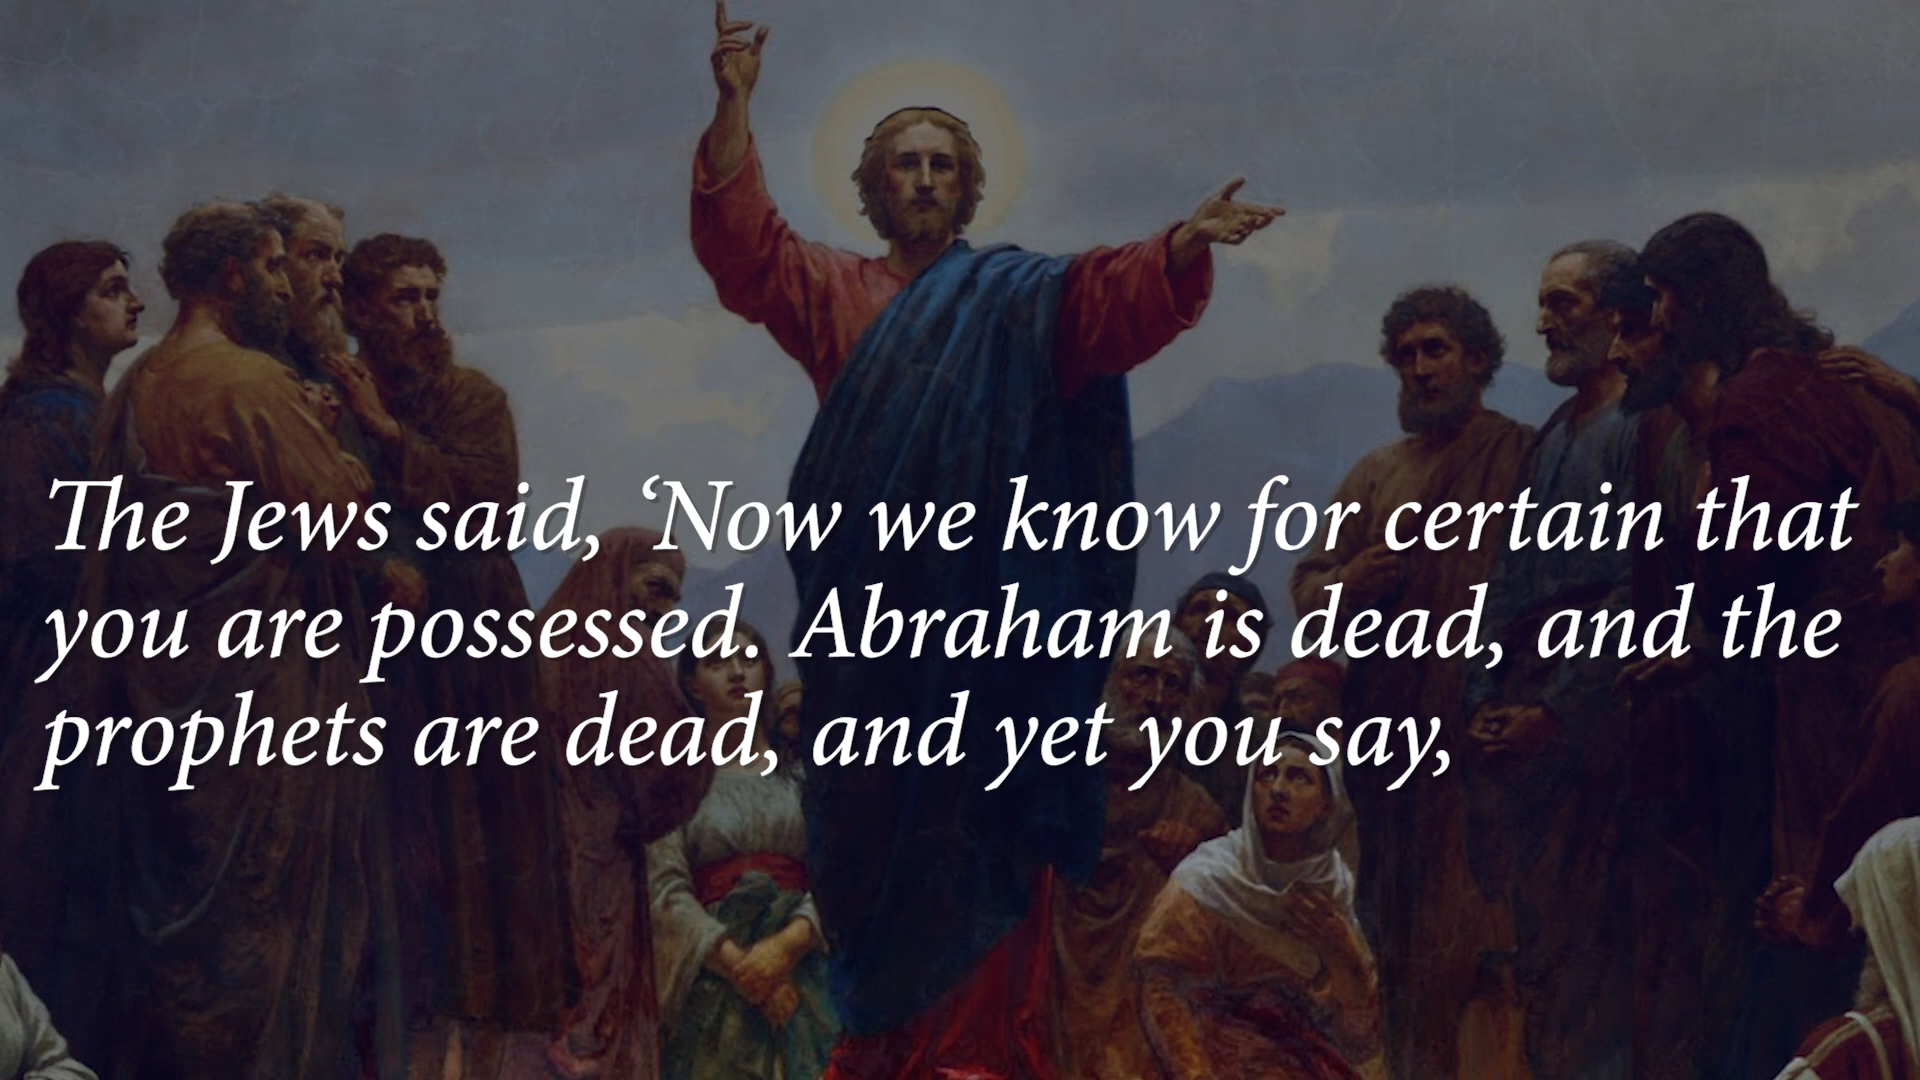 The Jews said, ‘Now we know for certain that
you are possessed. Abraham is dead, and the
prophets are dead, and yet you say,